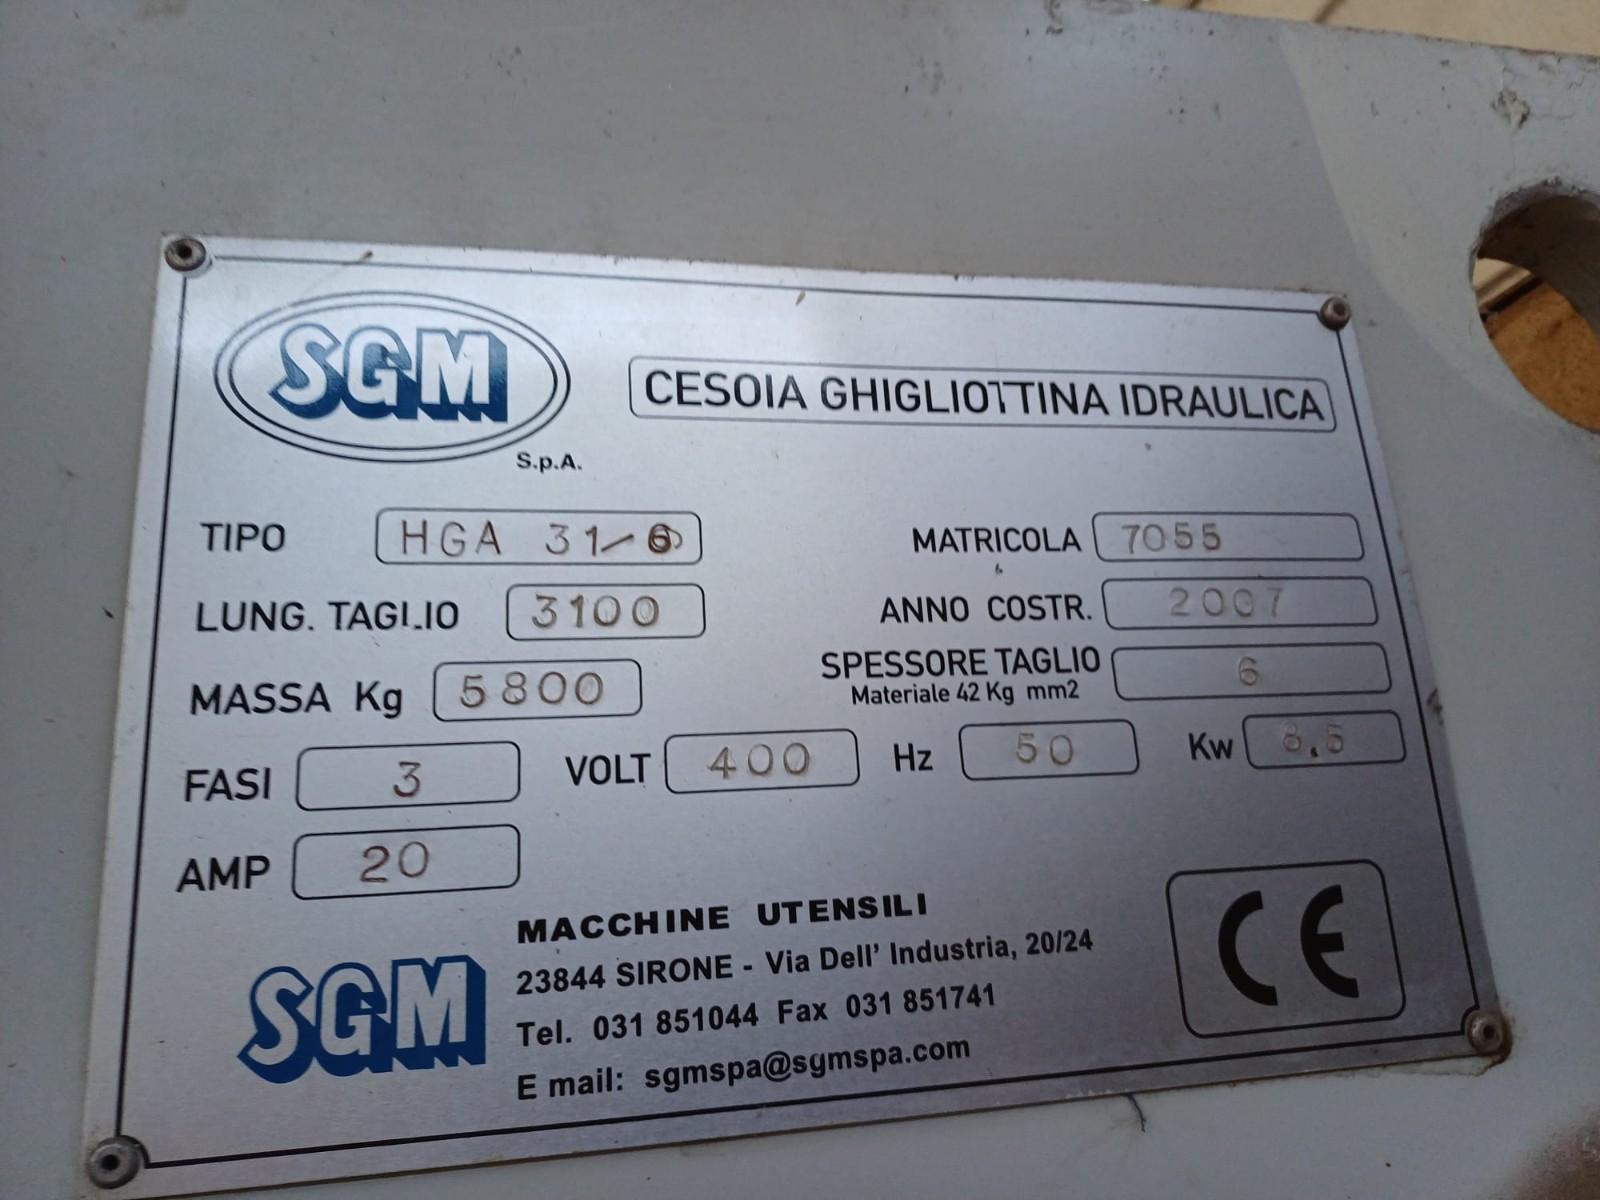 SGM
S.p.A.
CESOIA GHIGLIOTTINA IDRAULICA
TIPO HGA 31-6
MATRICOLA 7055
LUNG. TAGLIO 3100
ANNO COSTR. 2007
MASSA Kg 5800
SPESSORE TAGLIO 6
Materiale 42 Kg mm2
FASI 3 VOLT 400 Hz 50 Kw 8.5
AMP 20
SGM
MACCHINE UTENSILI
23844 SIRONE - Via Dell' Industria, 20/24
Tel. 031 851044 Fax 031 851741
E mail: sgmspa@sgmspa.com
CE